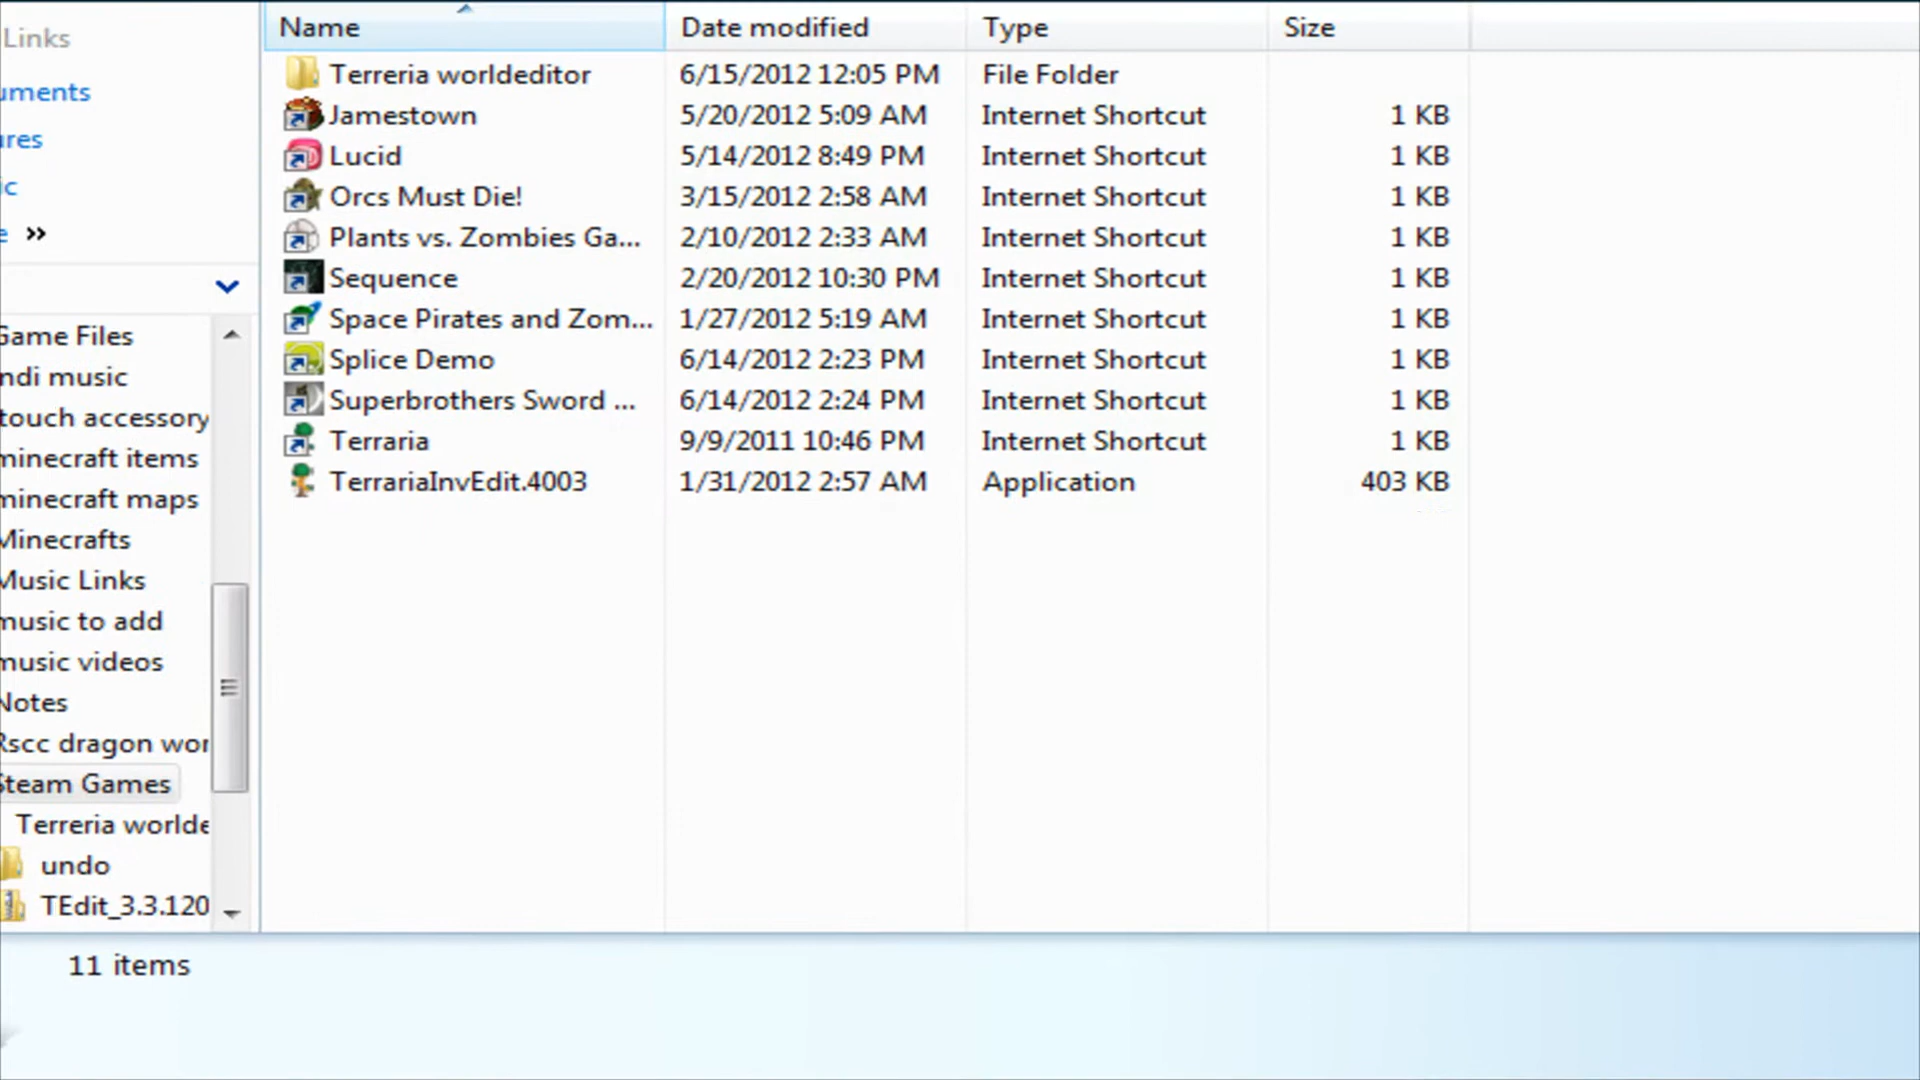 Links
uments
ures
ic
e »
Game Files
ndi music
touch accessory
minecraft items
minecraft maps
Minecrafts
Music Links
music to add
music videos
Notes
Rscc dragon wor
Steam Games
Terreria worlde
undo
TEdit_3.3.120
Name Date modified Type Size
Terreria worldeditor 6/15/2012 12:05 PM File Folder
Jamestown 5/20/2012 5:09 AM Internet Shortcut 1 KB
Lucid 5/14/2012 8:49 PM Internet Shortcut 1 KB
Orcs Must Die! 3/15/2012 2:58 AM Internet Shortcut 1 KB
Plants vs. Zombies Ga... 2/10/2012 2:33 AM Internet Shortcut 1 KB
Sequence 2/20/2012 10:30 PM Internet Shortcut 1 KB
Space Pirates and Zom... 1/27/2012 5:19 AM Internet Shortcut 1 KB
Splice Demo 6/14/2012 2:23 PM Internet Shortcut 1 KB
Superbrothers Sword ... 6/14/2012 2:24 PM Internet Shortcut 1 KB
Terraria 9/9/2011 10:46 PM Internet Shortcut 1 KB
TerrariaInvEdit.4003 1/31/2012 2:57 AM Application 403 KB
11 items